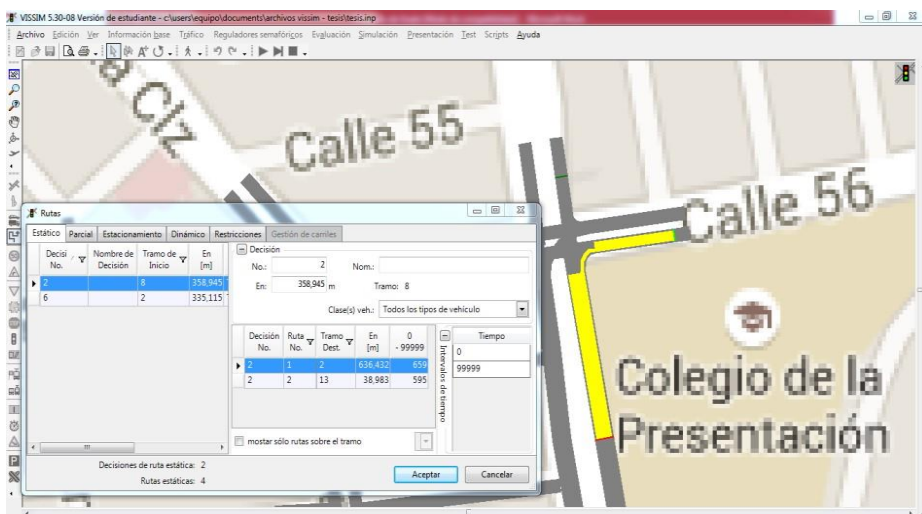 VISSIM 5.30-08 Versión de estudiante - c:\users\equipo\documents\archivos vissim - tesis\tesis.inp
Archivo Edición Ver Información base Tráfico Reguladores semafóricos Evaluación Simulación Presentación Test Scripts Ayuda
Calle 55
Calle 56
Colegio de la
Presentación
Rutas
Estático Parcial Estacionamiento Dinámico Restricciones Gestión de carriles
Decisi No. Nombre de Decisión Tramo de Inicio En [m]
2 8 358,945
6 2 335,115
Decisión
No.: 2 Nom.:
En: 358,945 m Tramo: 8
Clase(s) veh.: Todos los tipos de vehículo
Decisión No. Ruta No. Tramo Dest. En [m] 0 - 99999
2 1 2 636,432 659
2 2 13 38,983 595
Intervalos de tiempo
Tiempo
0
99999
mostar sólo rutas sobre el tramo
Decisiones de ruta estática: 2
Rutas estáticas: 4
Aceptar Cancelar